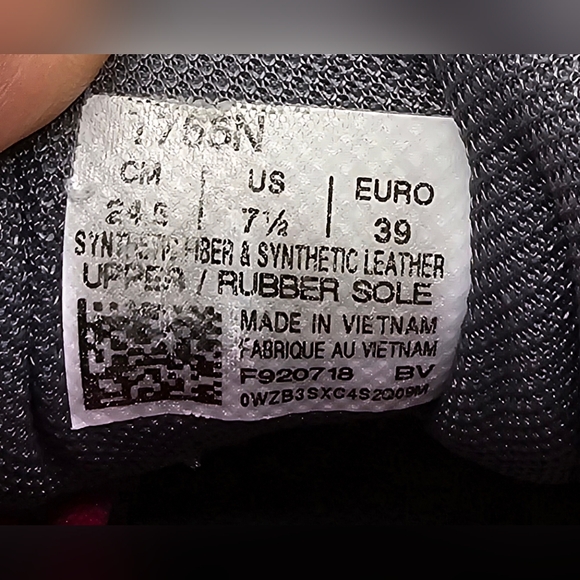 1765N
CM US EURO
24.5 7½ 39
SYNTHETIC FIBER & SYNTHETIC LEATHER
UPPER / RUBBER SOLE
MADE IN VIETNAM
FABRIQUE AU VIETNAM
F920718 BV